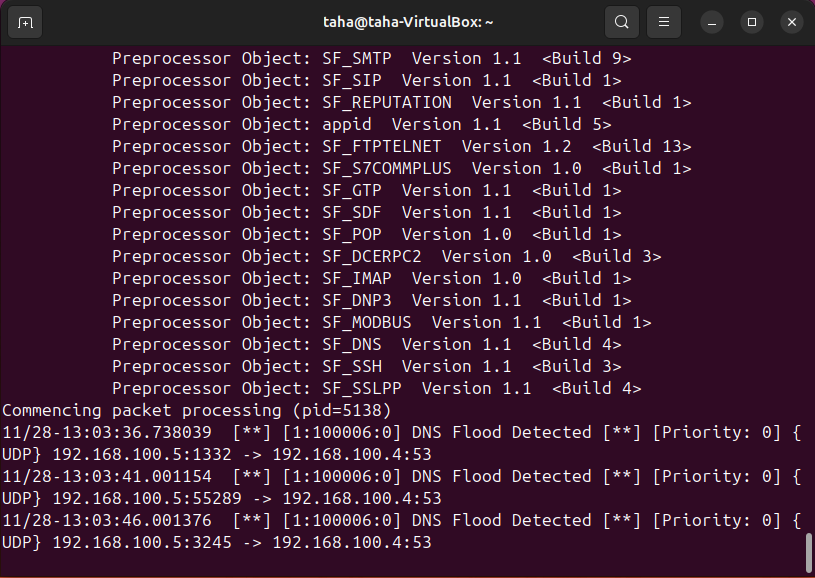 taha@taha-VirtualBox: ~
Preprocessor Object: SF_SMTP  Version 1.1  <Build 9>
Preprocessor Object: SF_SIP  Version 1.1  <Build 1>
Preprocessor Object: SF_REPUTATION  Version 1.1  <Build 1>
Preprocessor Object: appid  Version 1.1  <Build 5>
Preprocessor Object: SF_FTPTELNET  Version 1.2  <Build 13>
Preprocessor Object: SF_S7COMMPLUS  Version 1.0  <Build 1>
Preprocessor Object: SF_GTP  Version 1.1  <Build 1>
Preprocessor Object: SF_SDF  Version 1.1  <Build 1>
Preprocessor Object: SF_POP  Version 1.0  <Build 1>
Preprocessor Object: SF_DCERPC2  Version 1.0  <Build 3>
Preprocessor Object: SF_IMAP  Version 1.0  <Build 1>
Preprocessor Object: SF_DNP3  Version 1.1  <Build 1>
Preprocessor Object: SF_MODBUS  Version 1.1  <Build 1>
Preprocessor Object: SF_DNS  Version 1.1  <Build 4>
Preprocessor Object: SF_SSH  Version 1.1  <Build 3>
Preprocessor Object: SF_SSLPP  Version 1.1  <Build 4>
Commencing packet processing (pid=5138)
11/28-13:03:36.738039  [**] [1:100006:0] DNS Flood Detected [**] [Priority: 0] {
UDP} 192.168.100.5:1332 -> 192.168.100.4:53
11/28-13:03:41.001154  [**] [1:100006:0] DNS Flood Detected [**] [Priority: 0] {
UDP} 192.168.100.5:55289 -> 192.168.100.4:53
11/28-13:03:46.001376  [**] [1:100006:0] DNS Flood Detected [**] [Priority: 0] {
UDP} 192.168.100.5:3245 -> 192.168.100.4:53